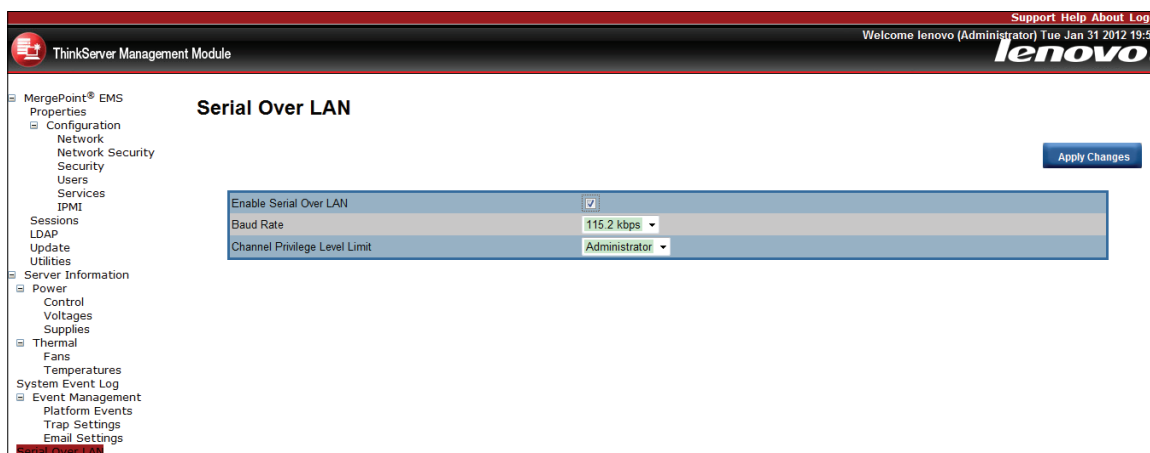 Support Help About Log
Welcome lenovo (Administrator) Tue Jan 31 2012 19:5
ThinkServer Management Module
lenovo
MergePoint® EMS
Properties
Configuration
Network
Network Security
Security
Users
Services
IPMI
Sessions
LDAP
Update
Utilities
Server Information
Power
Control
Voltages
Supplies
Thermal
Fans
Temperatures
System Event Log
Event Management
Platform Events
Trap Settings
Email Settings
Serial Over LAN
Serial Over LAN
Apply Changes
Enable Serial Over LAN
Baud Rate 115.2 kbps
Channel Privilege Level Limit Administrator